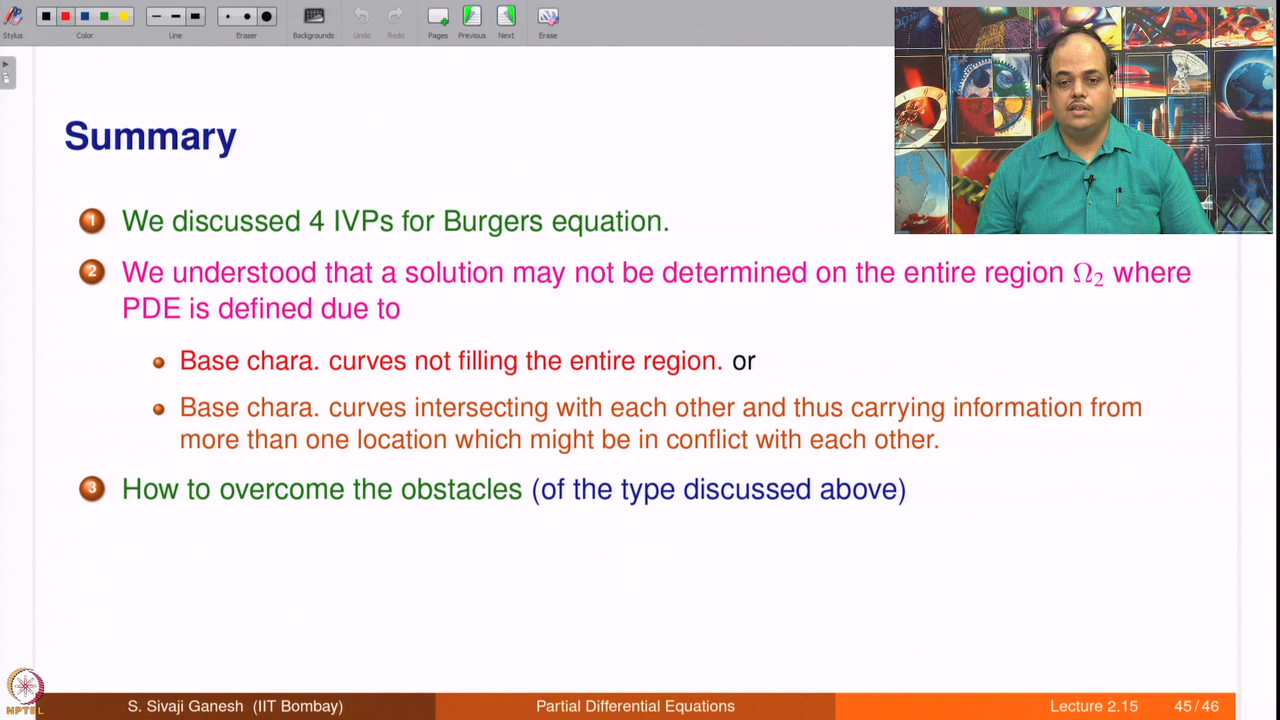 Stylus
Color
Line
Eraser
Backgrounds
Undo
Redo
Pages
Previous
Next
Erase
Summary
1 We discussed 4 IVPs for Burgers equation.
2 We understood that a solution may not be determined on the entire region Ω₂ where
PDE is defined due to
Base chara. curves not filling the entire region. or
Base chara. curves intersecting with each other and thus carrying information from
more than one location which might be in conflict with each other.
3 How to overcome the obstacles (of the type discussed above)
NPTEL
S. Sivaji Ganesh (IIT Bombay)
Partial Differential Equations
Lecture 2.15
45 / 46